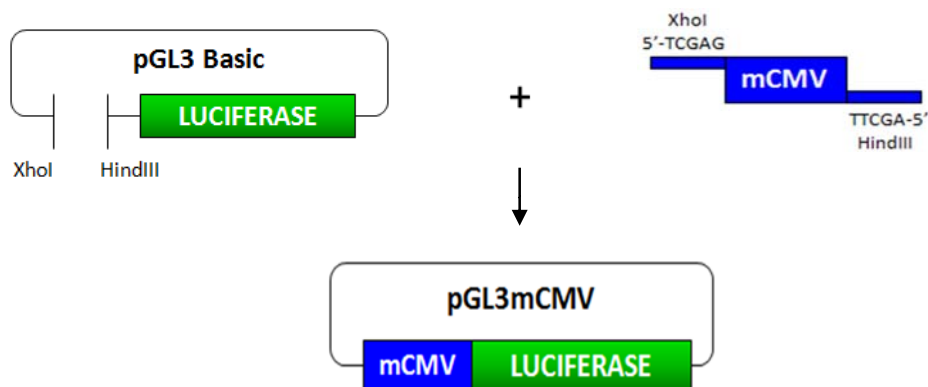 pGL3 Basic
LUCIFERASE
XhoI
HindIII
+
XhoI
5′-TCGAG
mCMV
TTCGA-5′
HindIII
pGL3mCMV
mCMV
LUCIFERASE